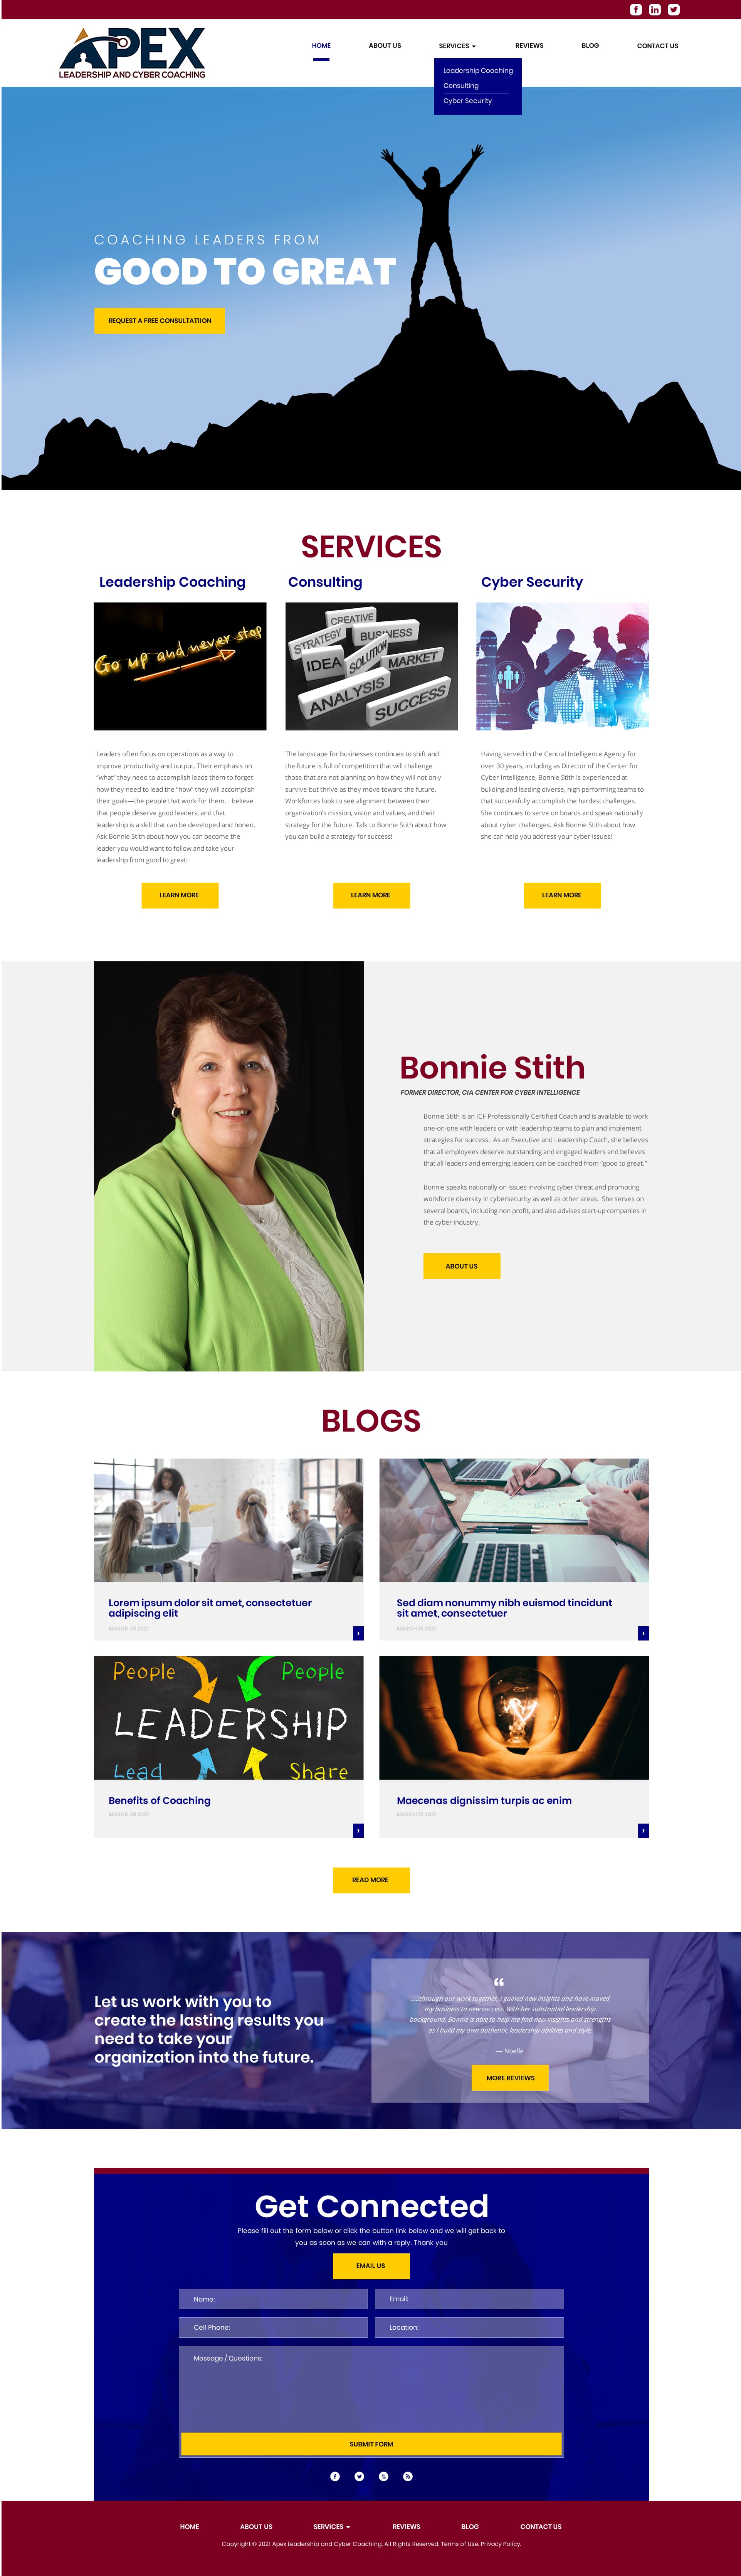 APEX
LEADERSHIP AND CYBER COACHING
HOME
ABOUT US
SERVICES
REVIEWS
BLOG
CONTACT US
Leadership Coaching
Consulting
Cyber Security
COACHING LEADERS FROM
GOOD TO GREAT
REQUEST A FREE CONSULTATIION
SERVICES
Leadership Coaching
Go up and never stop
Leaders often focus on operations as a way to
improve productivity and output. Their emphasis on
"what" they need to accomplish leads them to forget
how they need to lead the "how" they will accomplish
their goals—the people that work for them. I believe
that people deserve good leaders, and that
leadership is a skill that can be developed and honed.
Ask Bonnie Stith about how you can become the
leader you would want to follow and take your
leadership from good to great!
LEARN MORE
Consulting
CREATIVE
STRATEGY
BUSINESS
IDEA
SOLUTION
MARKET
ANALYSIS
SUCCESS
The landscape for businesses continues to shift and
the future is full of competition that will challenge
those that are not planning on how they will not only
survive but thrive as they move toward the future.
Workforces look to see alignment between their
organization's mission, vision and values, and their
strategy for the future. Talk to Bonnie Stith about how
you can build a strategy for success!
LEARN MORE
Cyber Security
Having served in the Central Intelligence Agency for
over 30 years, including as Director of the Center for
Cyber Intelligence, Bonnie Stith is experienced at
building and leading diverse, high performing teams to
that successfully accomplish the hardest challenges.
She continues to serve on boards and speak nationally
about cyber challenges. Ask Bonnie Stith about how
she can help you address your cyber issues!
LEARN MORE
Bonnie Stith
FORMER DIRECTOR, CIA CENTER FOR CYBER INTELLIGENCE
Bonnie Stith is an ICF Professionally Certified Coach and is available to work
one-on-one with leaders or with leadership teams to plan and implement
strategies for success. As an Executive and Leadership Coach, she believes
that all employees deserve outstanding and engaged leaders and believes
that all leaders and emerging leaders can be coached from "good to great."
Bonnie speaks nationally on issues involving cyber threat and promoting
workforce diversity in cybersecurity as well as other areas. She serves on
several boards, including non profit, and also advises start-up companies in
the cyber industry.
ABOUT US
BLOGS
Lorem ipsum dolor sit amet, consectetuer
adipiscing elit
Sed diam nonummy nibh euismod tincidunt
sit amet, consectetuer
People
People
LEADERSHIP
Lead
Share
Benefits of Coaching
Maecenas dignissim turpis ac enim
READ MORE
Let us work with you to
create the lasting results you
need to take your
organization into the future.
“
....through our work together, I gained new insights and have moved
my business to new success. With her substantial leadership
background, Bonnie is able to help me find new insights and strengths
as I build my own authentic leadership abilities and style.
— Noelle
MORE REVIEWS
Get Connected
Please fill out the form below or click the button link below and we will get back to
you as soon as we can with a reply. Thank you
EMAIL US
Name:
Email:
Cell Phone:
Location:
Message / Questions:
SUBMIT FORM
HOME
ABOUT US
SERVICES
REVIEWS
BLOG
CONTACT US
Copyright © 2021 Apex Leadership and Cyber Coaching. All Rights Reserved. Terms of Use. Privacy Policy.